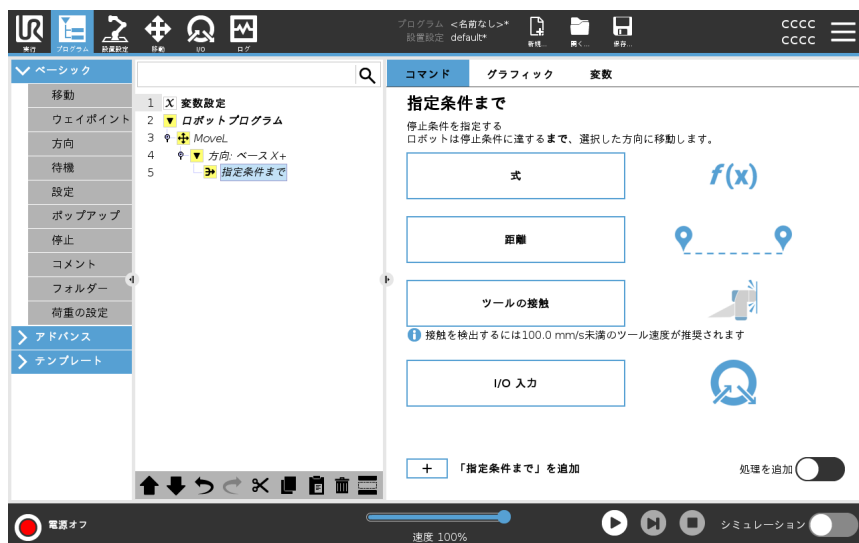 UR
実行
プログラム
設置設定
移動
I/O
ログ
プログラム <名前なし>*
設置設定 default*
新規...
開く...
保存...
CCCC
CCCC
ベーシック
移動
ウェイポイント
方向
待機
設定
ポップアップ
停止
コメント
フォルダー
荷重の設定
アドバンス
テンプレート
1 X 変数設定
2 ロボットプログラム
3 MoveL
4 方向: ベース X+
5 指定条件まで
コマンド
グラフィック
変数
指定条件まで
停止条件を指定する
ロボットは停止条件に達するまで、選択した方向に移動します。
式
f(x)
距離
ツールの接触
接触を検出するには100.0 mm/s未満のツール速度が推奨されます
I/O 入力
+ 「指定条件まで」を追加
処理を追加
電源オフ
速度 100%
シミュレーション